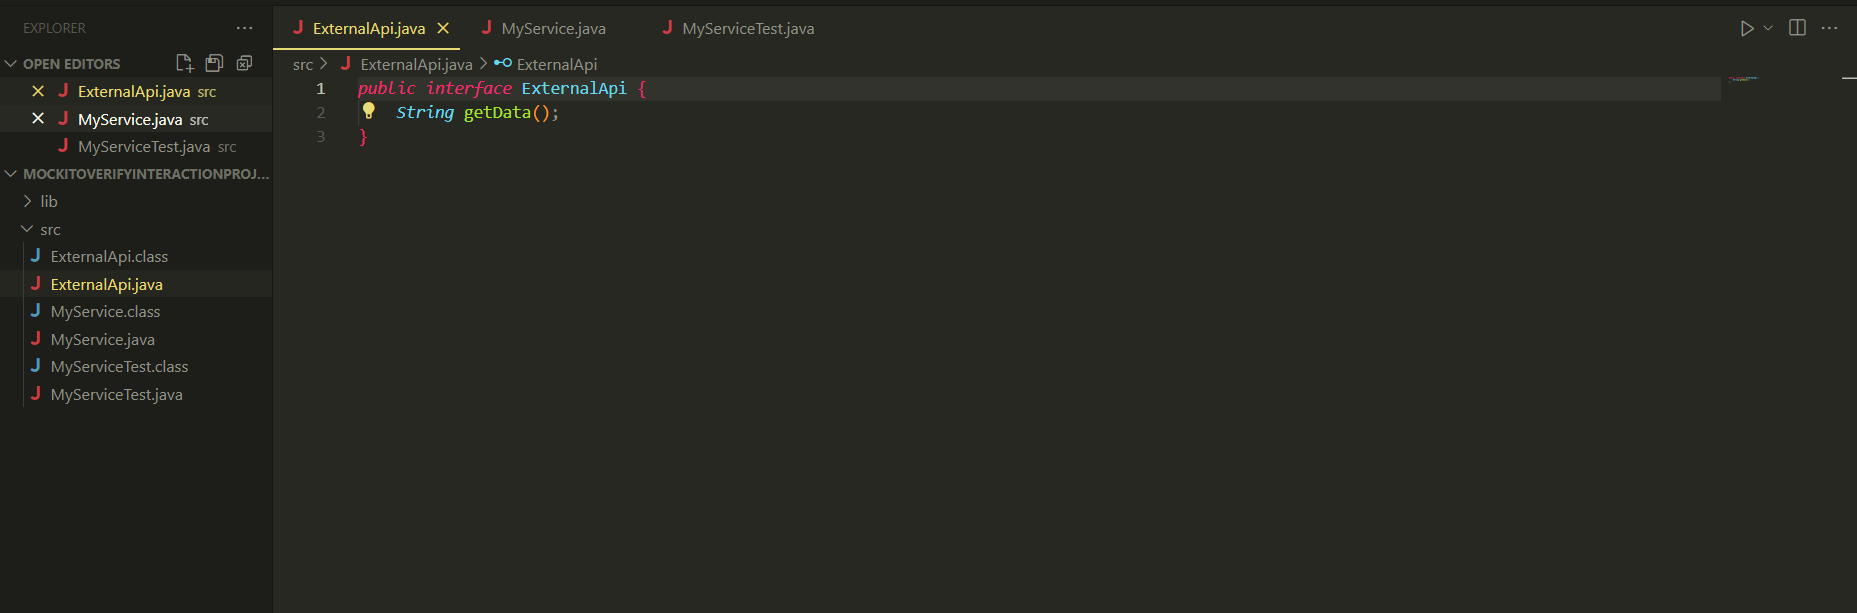 EXPLORER
OPEN EDITORS
ExternalApi.java src
MyService.java src
MyServiceTest.java src
MOCKITOVERIFYINTERACTIONPROJ...
lib
src
ExternalApi.class
ExternalApi.java
MyService.class
MyService.java
MyServiceTest.class
MyServiceTest.java
ExternalApi.java MyService.java MyServiceTest.java
src > ExternalApi.java > ExternalApi
1 public interface ExternalApi {
2 String getData();
3 }